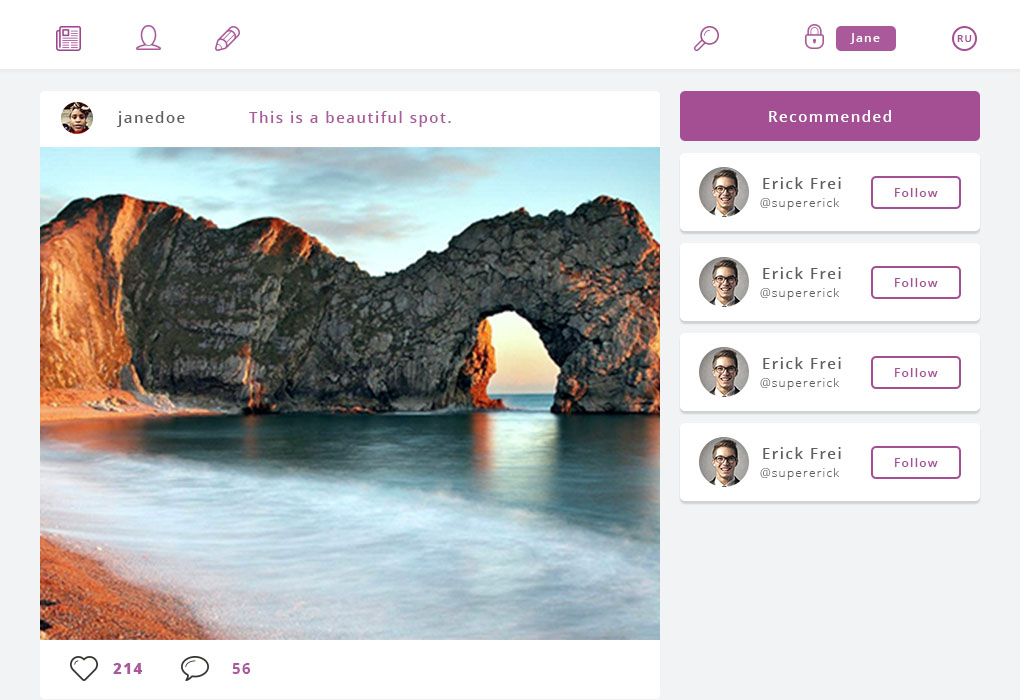 Jane
RU
janedoe
This is a beautiful spot.
214
56
Recommended
Erick Frei
@supererick
Follow
Erick Frei
@supererick
Follow
Erick Frei
@supererick
Follow
Erick Frei
@supererick
Follow